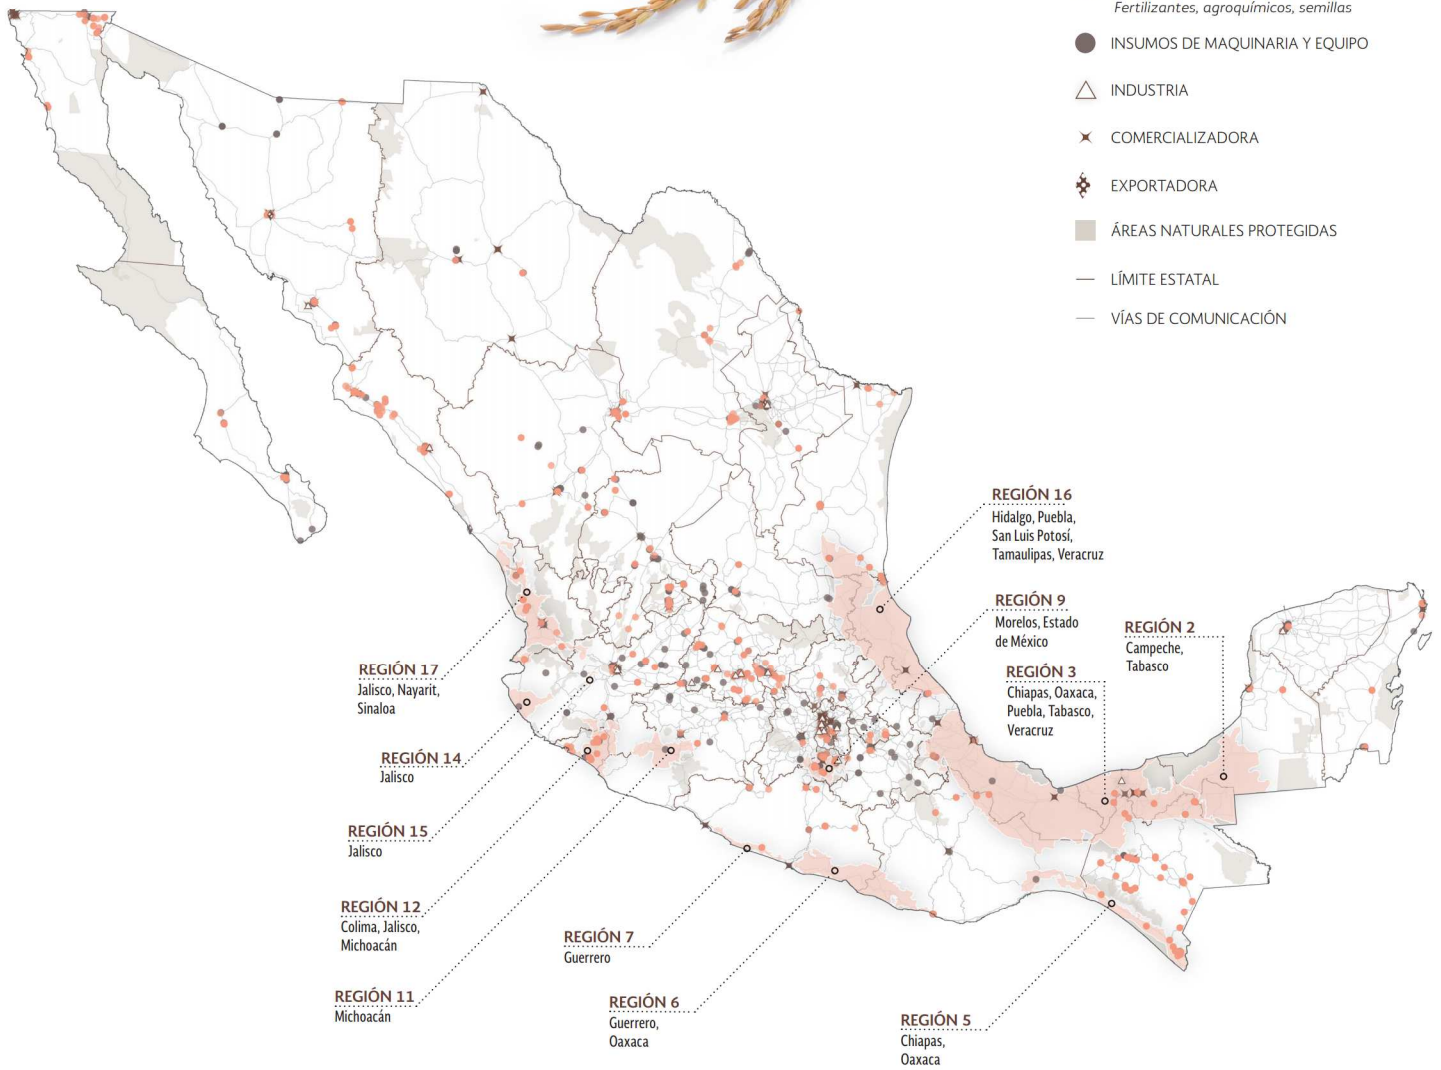 Fertilizantes, agroquímicos, semillas
INSUMOS DE MAQUINARIA Y EQUIPO
INDUSTRIA
COMERCIALIZADORA
EXPORTADORA
ÁREAS NATURALES PROTEGIDAS
LÍMITE ESTATAL
VÍAS DE COMUNICACIÓN
REGIÓN 16
Hidalgo, Puebla,
San Luis Potosí,
Tamaulipas, Veracruz
REGIÓN 9
Morelos, Estado
de México
REGIÓN 2
Campeche,
Tabasco
REGIÓN 3
Chiapas, Oaxaca,
Puebla, Tabasco,
Veracruz
REGIÓN 17
Jalisco, Nayarit,
Sinaloa
REGIÓN 14
Jalisco
REGIÓN 15
Jalisco
REGIÓN 12
Colima, Jalisco,
Michoacán
REGIÓN 11
Michoacán
REGIÓN 7
Guerrero
REGIÓN 6
Guerrero,
Oaxaca
REGIÓN 5
Chiapas,
Oaxaca